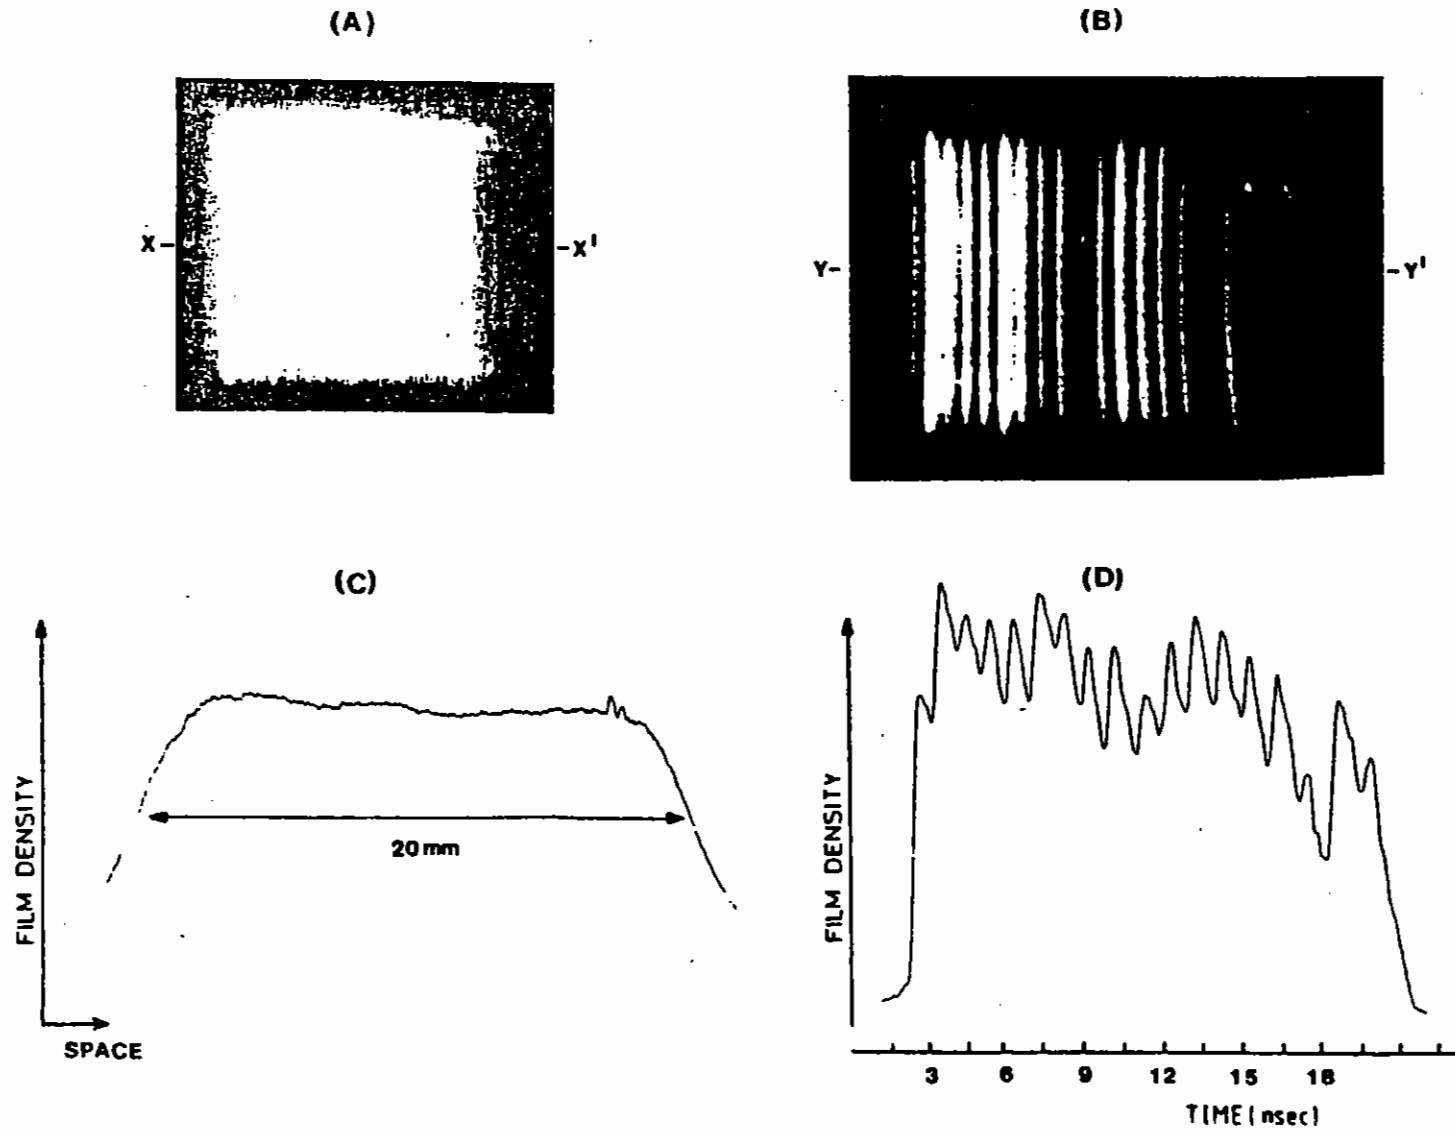 (A)
(B)
X
X'
Y
Y'
(C)
(D)
FILM DENSITY
20 mm
SPACE
FILM DENSITY
3 6 9 12 15 18
TIME (nsec)